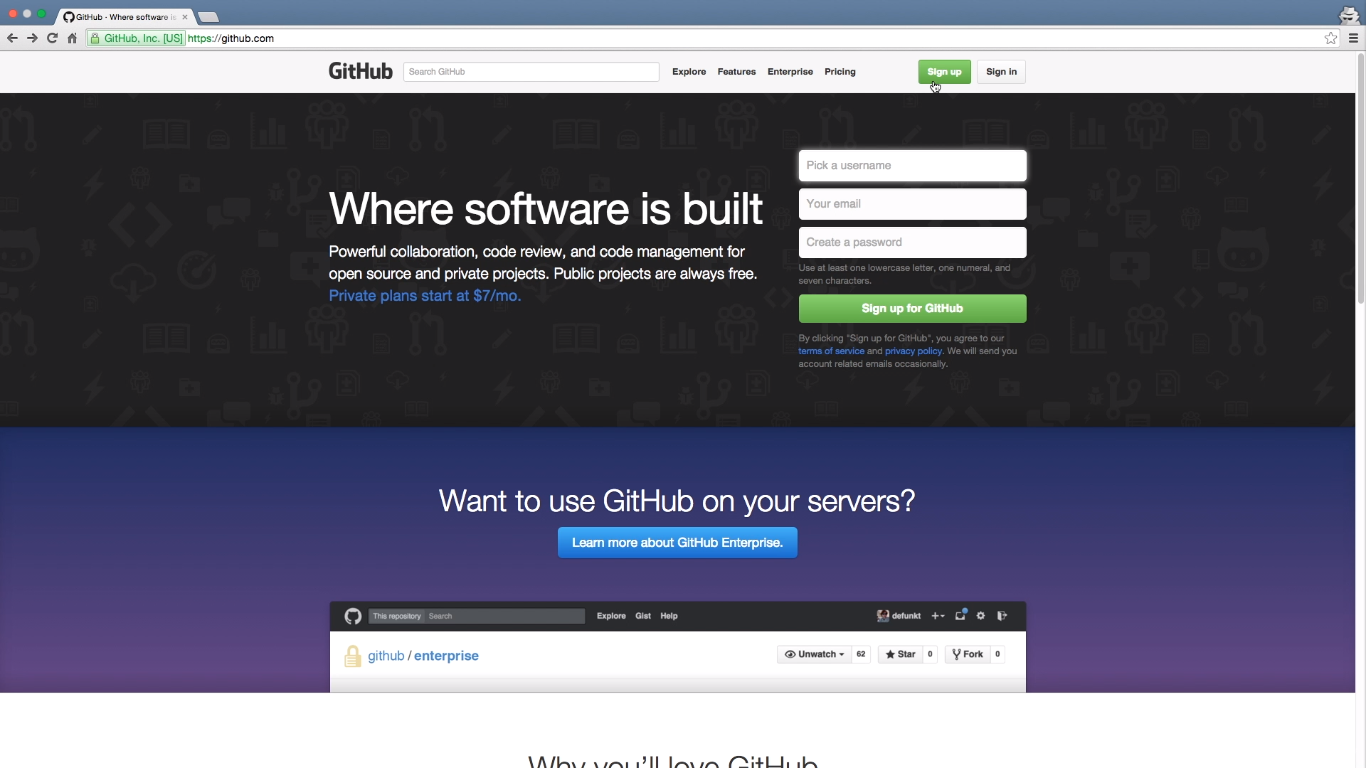 GitHub - Where software is
GitHub, Inc. [US] https://github.com
GitHub
Search GitHub
Explore Features Enterprise Pricing
Sign up
Sign in
Where software is built
Powerful collaboration, code review, and code management for
open source and private projects. Public projects are always free.
Private plans start at $7/mo.
Pick a username
Your email
Create a password
Use at least one lowercase letter, one numeral, and
seven characters.
Sign up for GitHub
By clicking "Sign up for GitHub", you agree to our
terms of service and privacy policy. We will send you
account related emails occasionally.
Want to use GitHub on your servers?
Learn more about GitHub Enterprise.
This repository Search Explore Gist Help defunkt
github / enterprise Unwatch 62 Star 0 Fork 0
Why you'll love GitHub